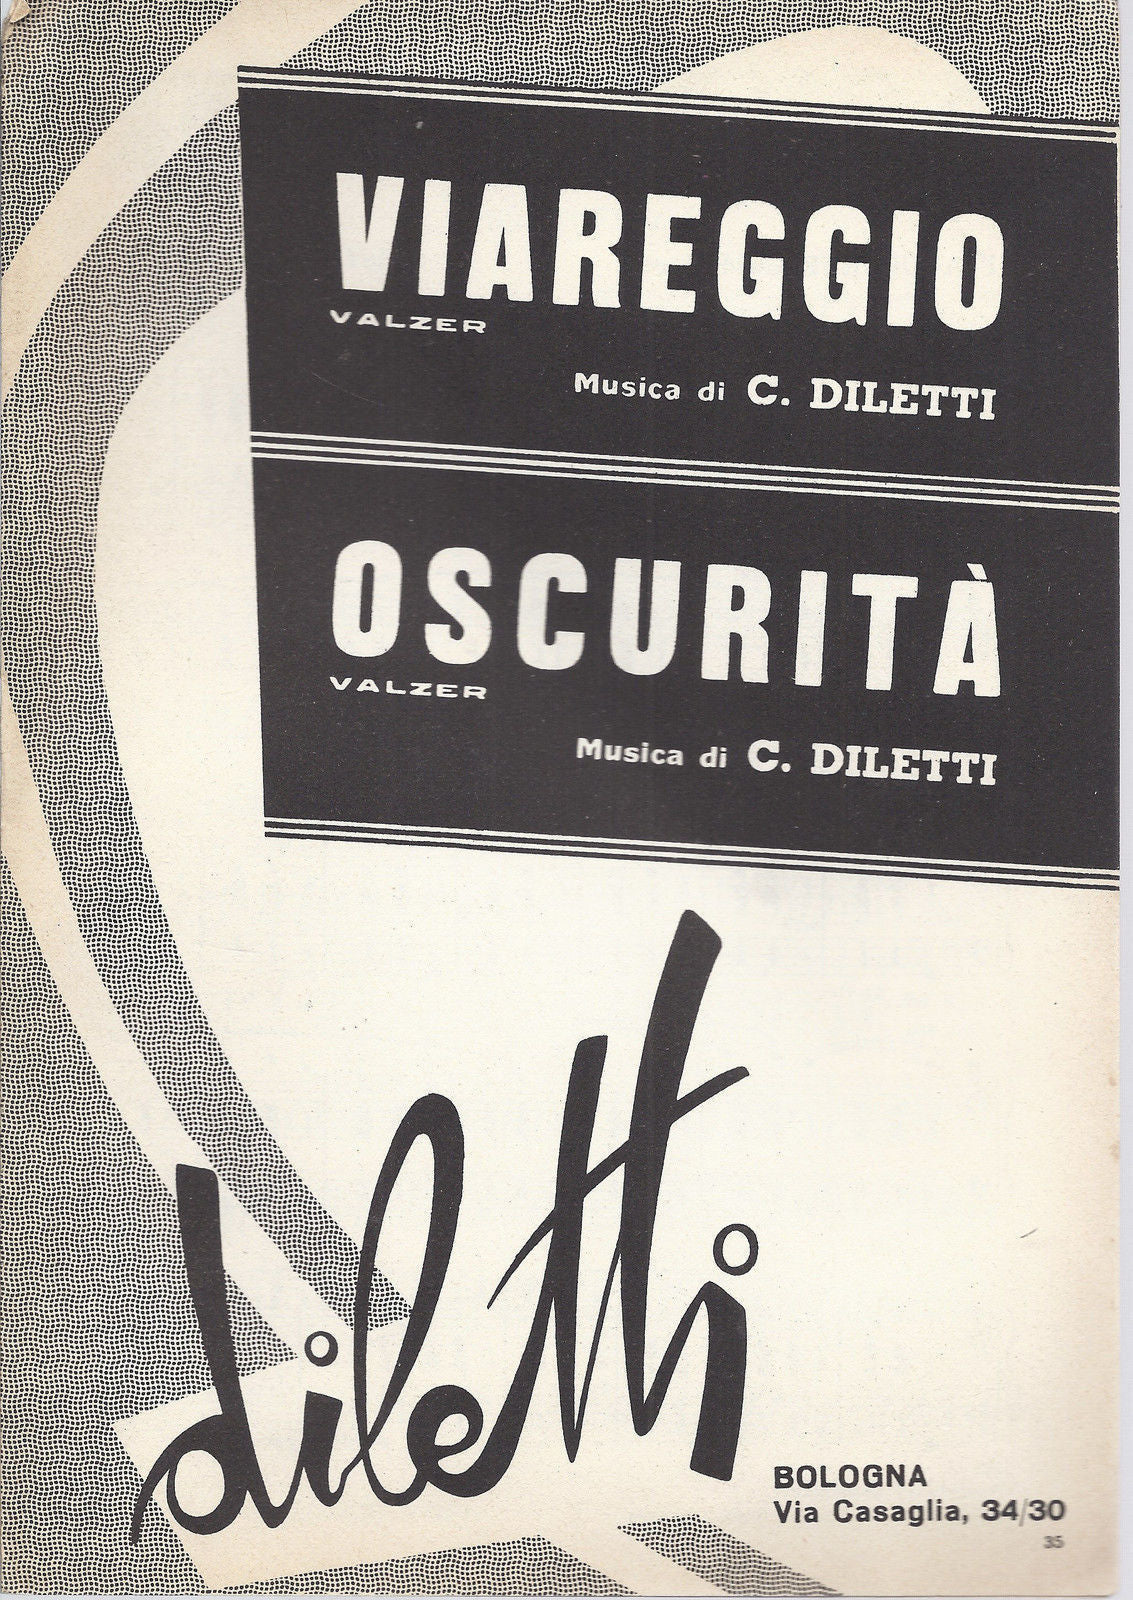 VIAREGGIO
VALZER
Musica di C. DILETTI
OSCURITÀ
VALZER
Musica di C. DILETTI
diletti
BOLOGNA
Via Casaglia, 34/30
35